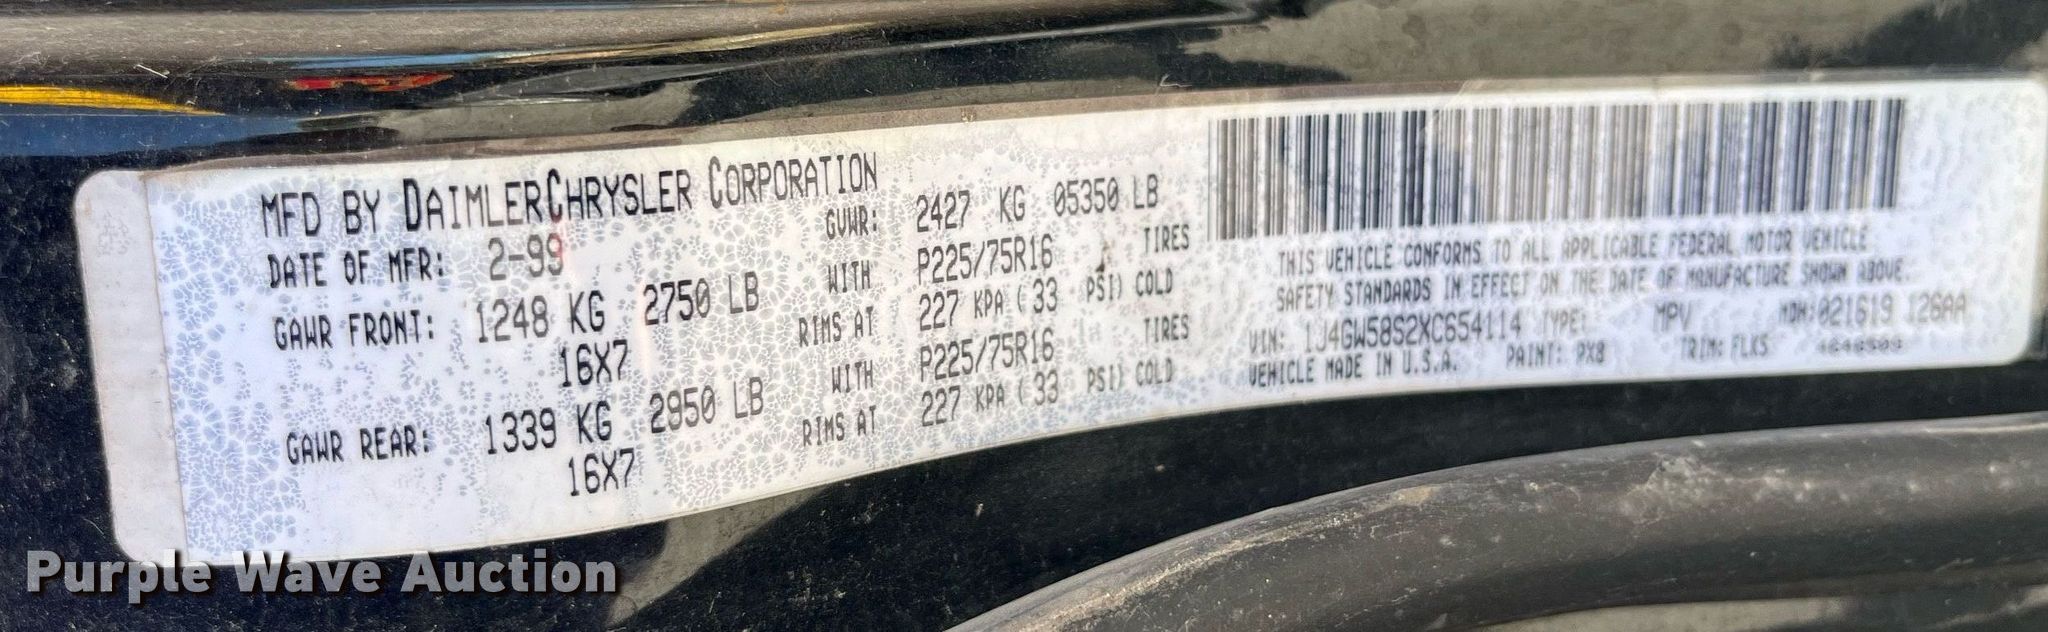 MFD BY DAIMLERCHRYSLER CORPORATION
DATE OF MFR: 2-99 GVWR: 2427 KG 05350 LB
GAWR FRONT: 1248 KG 2750 LB WITH P225/75R16 TIRES
16X7 RIMS AT 227 KPA ( 33 PSI) COLD
GAWR REAR: 1339 KG 2950 LB WITH P225/75R16 TIRES
16X7 RIMS AT 227 KPA ( 33 PSI) COLD
THIS VEHICLE CONFORMS TO ALL APPLICABLE FEDERAL MOTOR VEHICLE
SAFETY STANDARDS IN EFFECT ON THE DATE OF MANUFACTURE SHOWN ABOVE.
VIN: 1J4GW58S2XC654114 TYPE: MPV MDH:021619 126AA
VEHICLE MADE IN U.S.A. PAINT: PX8 TRIM: FLK5
Purple Wave Auction